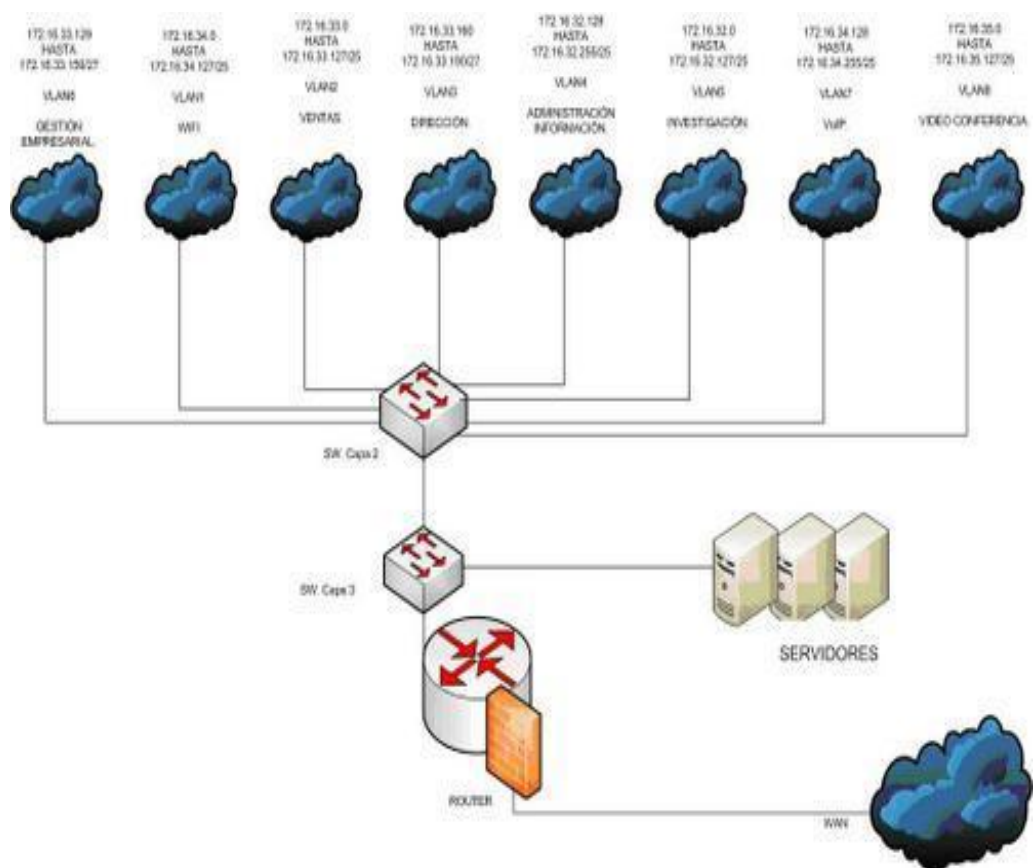 172.16.33.128
HASTA
172.16.33.159/27
VLAN6
GESTIÓN
EMPRESARIAL
172.16.34.0
HASTA
172.16.34.127/25
VLAN1
WIFI
172.16.33.0
HASTA
172.16.33.127/25
VLAN2
VENTAS
172.16.33.160
HASTA
172.16.33.190/27
VLAN3
DIRECCIÓN
172.16.32.128
HASTA
172.16.32.255/25
VLAN4
ADMINISTRACIÓN
INFORMACIÓN
172.16.32.0
HASTA
172.16.32.127/25
VLAN5
INVESTIGACIÓN
172.16.34.128
HASTA
172.16.34.255/25
VLAN7
VoIP
172.16.35.0
HASTA
172.16.35.127/25
VLAN8
VIDEO CONFERENCIA
SW. Capa 2
SW. Capa 3
SERVIDORES
ROUTER
WAN